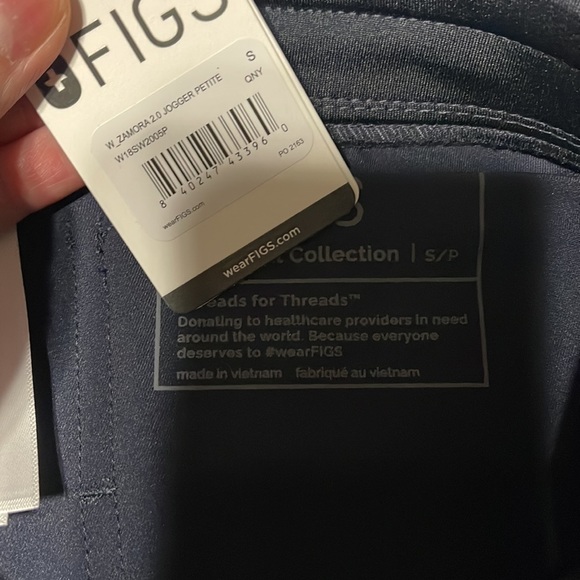 FIGS
S
QNY
W_ZAMORA 2.0 JOGGER PETITE
W18SW2005P
8 40247 43396 0
PO 2163
wearFIGS.com
wearFIGS.com
S
Collection | S/P
ads for Threads™
Donating to healthcare providers in need
around the world. Because everyone
deserves to #wearFIGS
made in vietnam fabriqué au vietnam